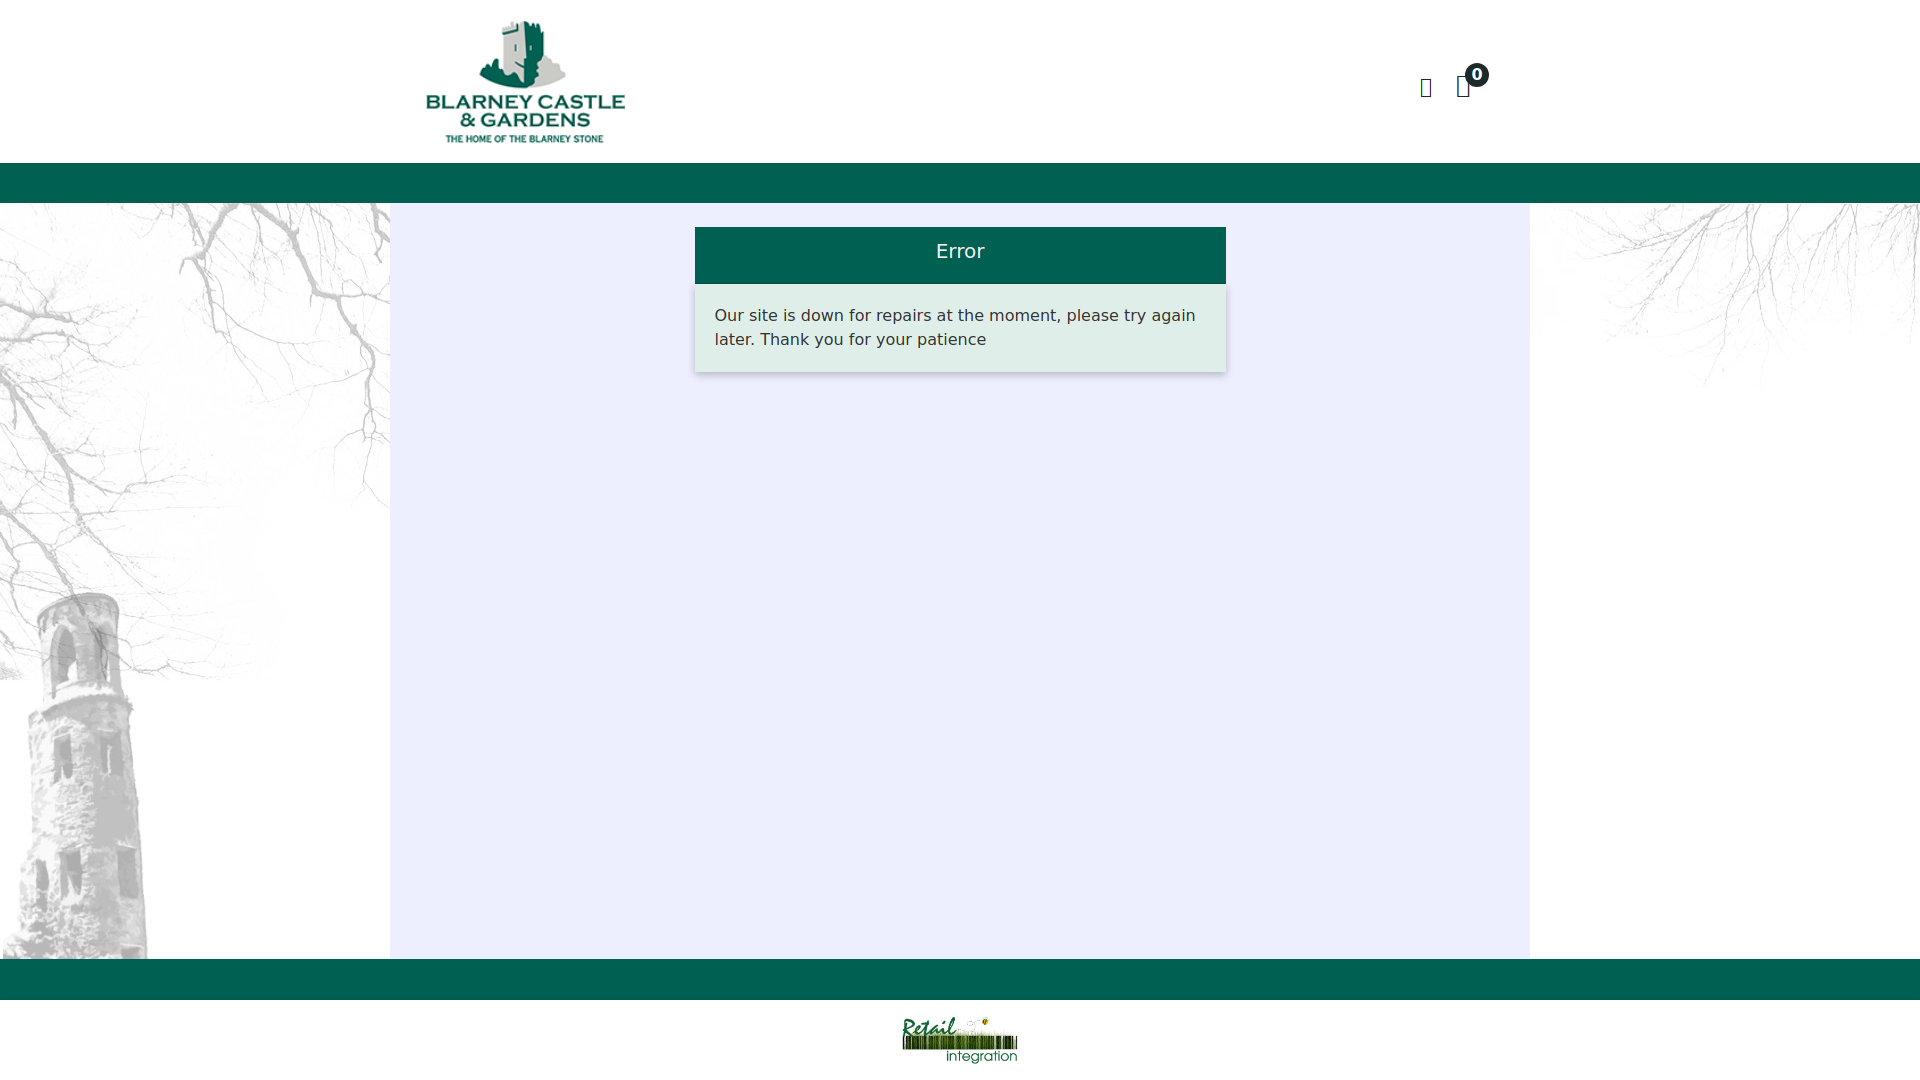 BLARNEY CASTLE
& GARDENS
THE HOME OF THE BLARNEY STONE
0
Error
Our site is down for repairs at the moment, please try again
later. Thank you for your patience
Retail
integration